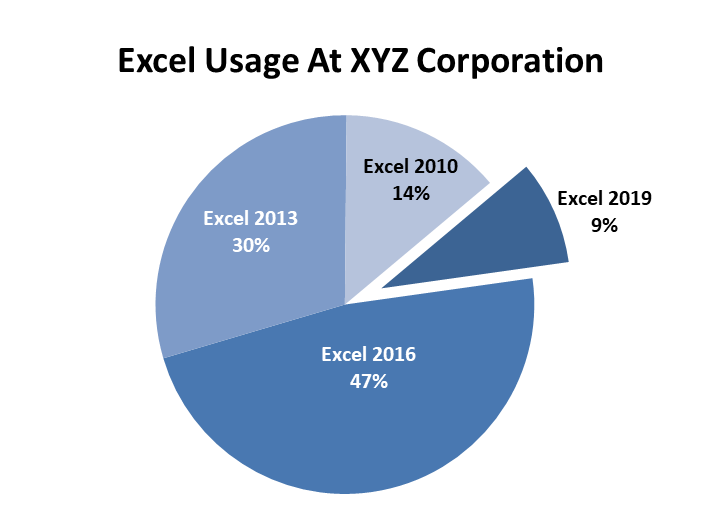 Excel Usage At XYZ Corporation
Excel 2010
14%
Excel 2019
9%
Excel 2013
30%
Excel 2016
47%